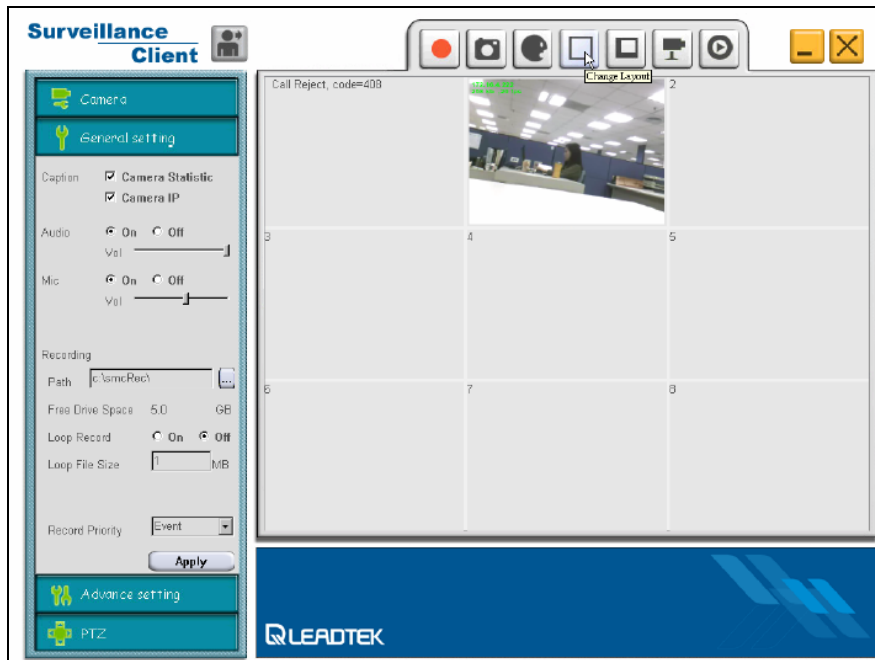 Surveillance
Client
Change Layout
Camera
General setting
Caption Camera Statistic
Camera IP
Audio On Off
Vol
Mic On Off
Vol
Recording
Path c:\smcRec\ ...
Free Drive Space 5.0 GB
Loop Record On Off
Loop File Size 1 MB
Record Priority Event
Apply
Advance setting
PTZ
Call Reject, code=408
2
3
4
5
6
7
8
LEADTEK